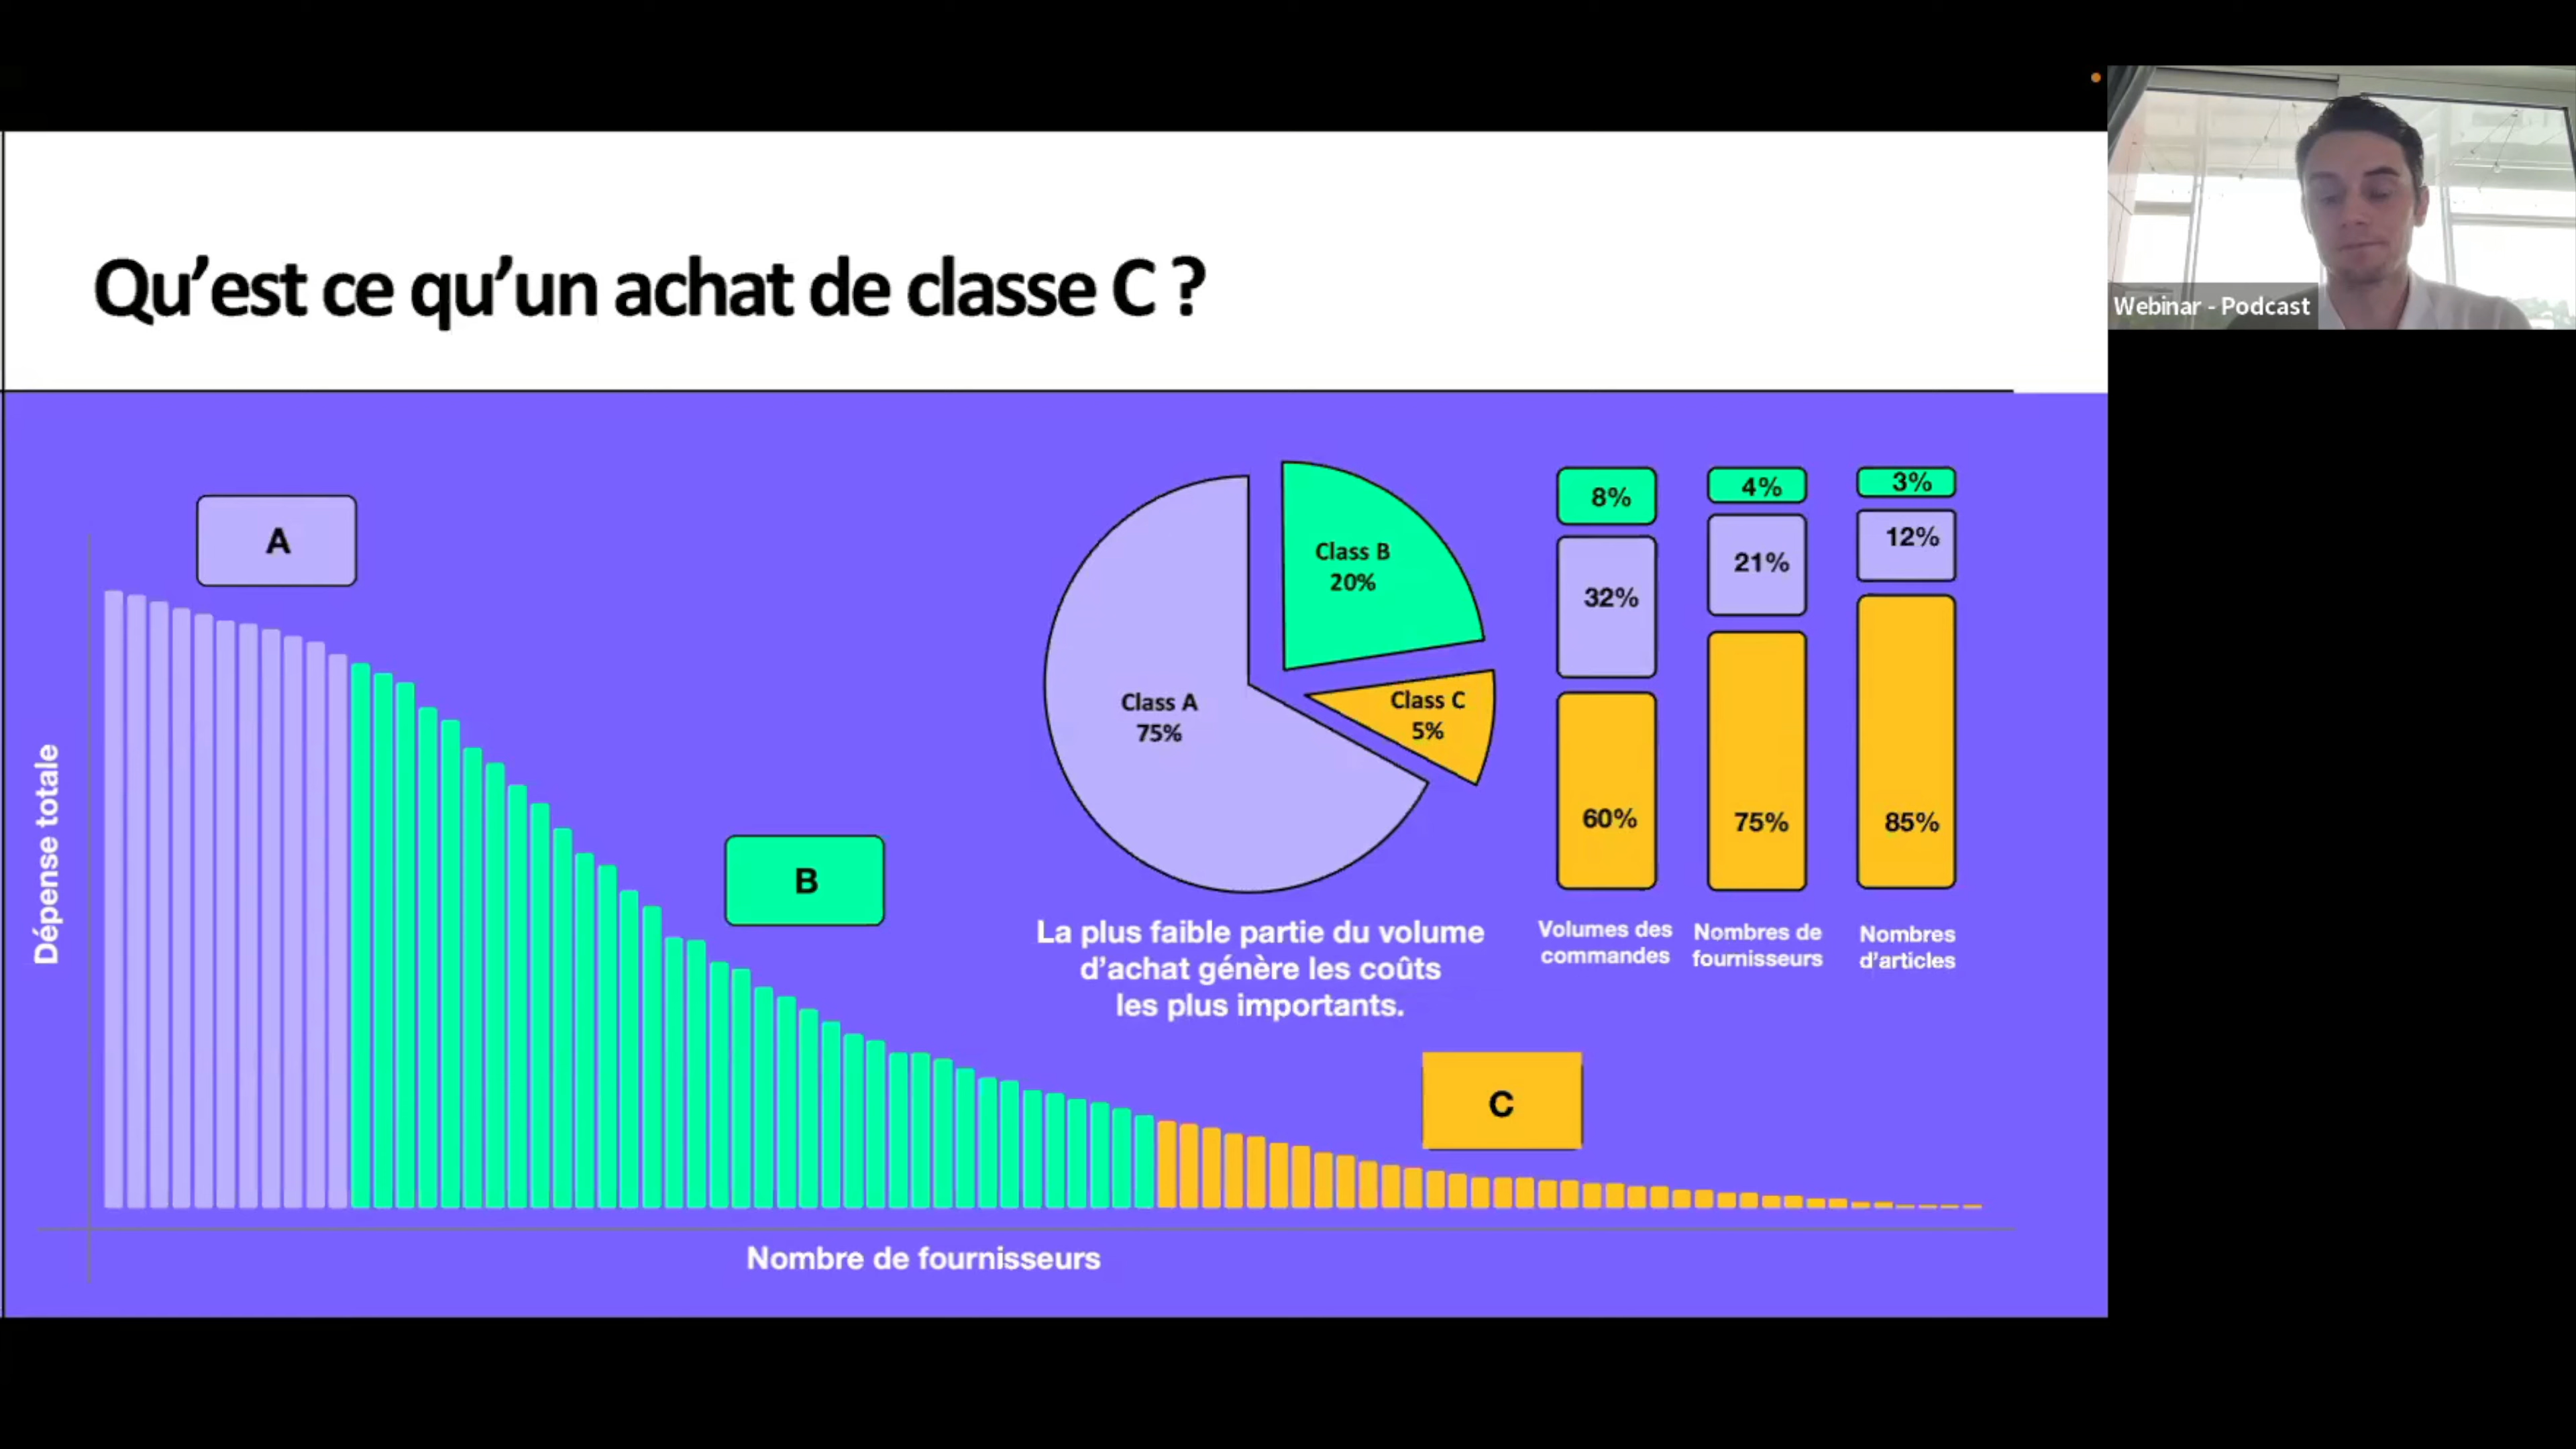 Qu’est ce qu’un achat de classe C ?
Webinar - Podcast
Dépense totale
A
B
C
Nombre de fournisseurs
Class A
75%
Class B
20%
Class C
5%
La plus faible partie du volume
d’achat génère les coûts
les plus importants.
8%
32%
60%
Volumes des
commandes
4%
21%
75%
Nombres de
fournisseurs
3%
12%
85%
Nombres
d’articles